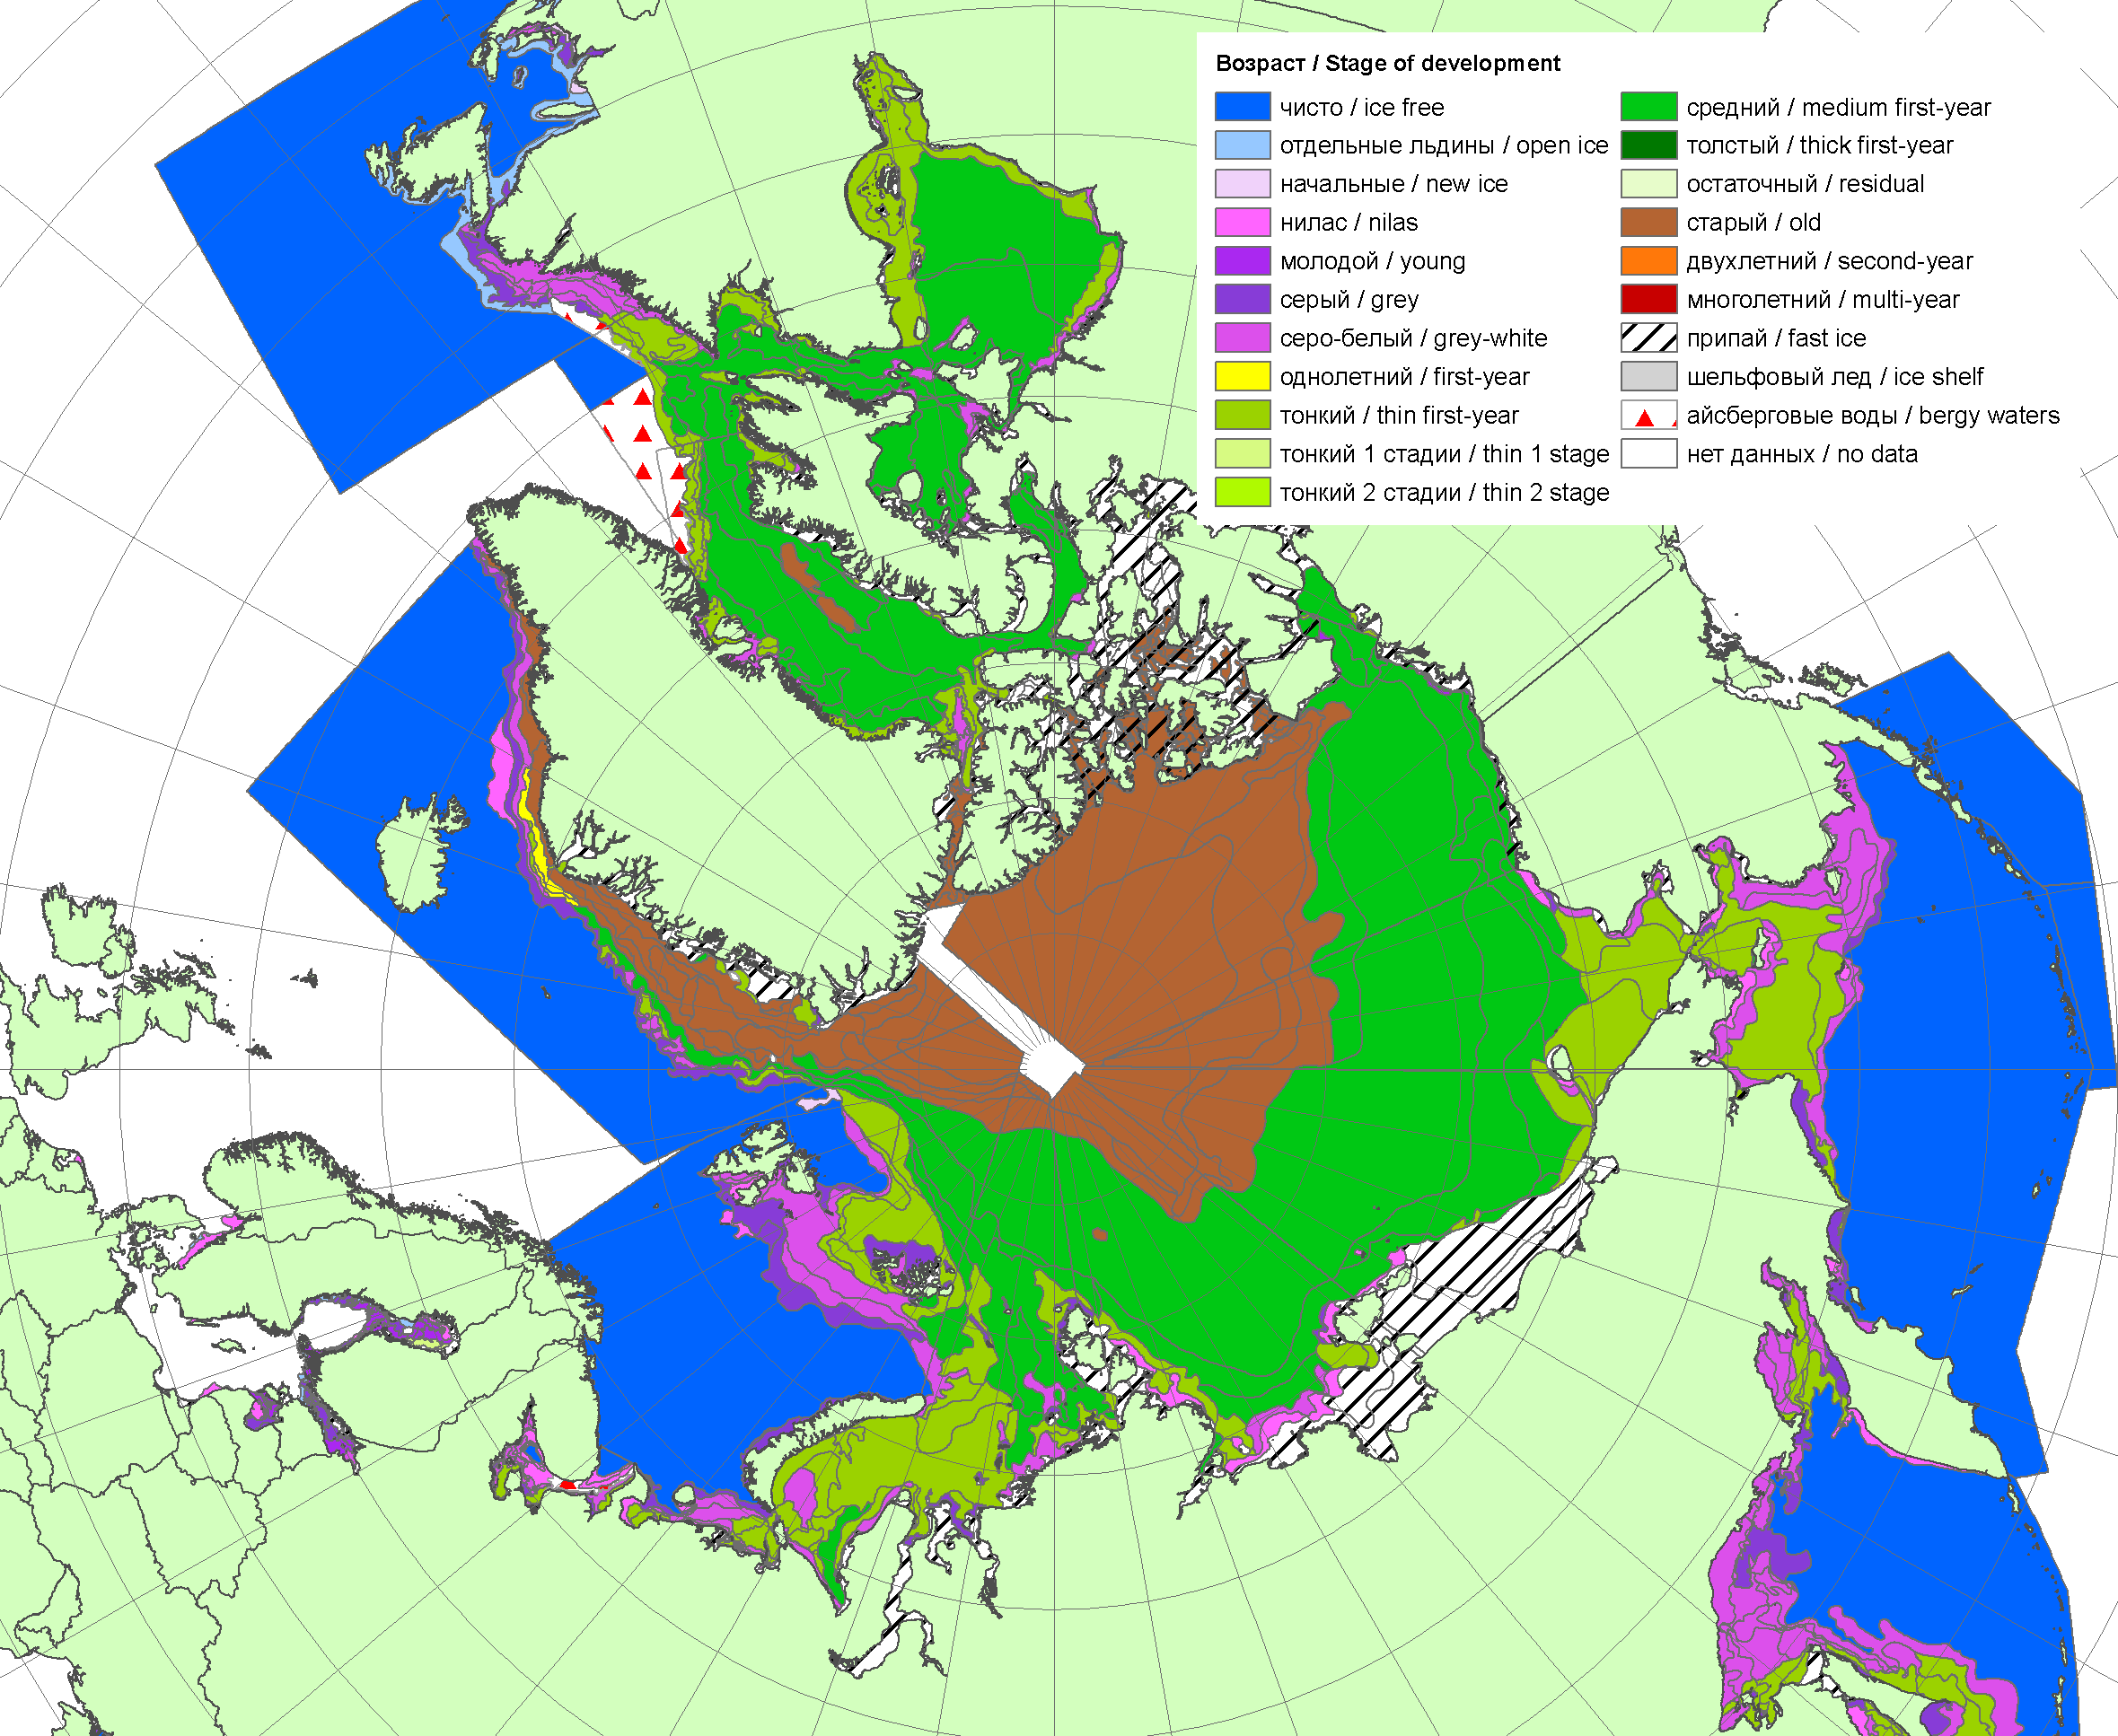 Возраст / Stage of development
чисто / ice free
отдельные льдины / open ice
начальные / new ice
нилас / nilas
молодой / young
серый / grey
серо-белый / grey-white
однолетний / first-year
тонкий / thin first-year
тонкий 1 стадии / thin 1 stage
тонкий 2 стадии / thin 2 stage
средний / medium first-year
толстый / thick first-year
остаточный / residual
старый / old
двухлетний / second-year
многолетний / multi-year
припай / fast ice
шельфовый лед / ice shelf
айсберговые воды / bergy waters
нет данных / no data